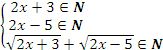 2x + 3 ∈ N
2x − 5 ∈ N
√2x + 3 + √2x − 5 ∈ N